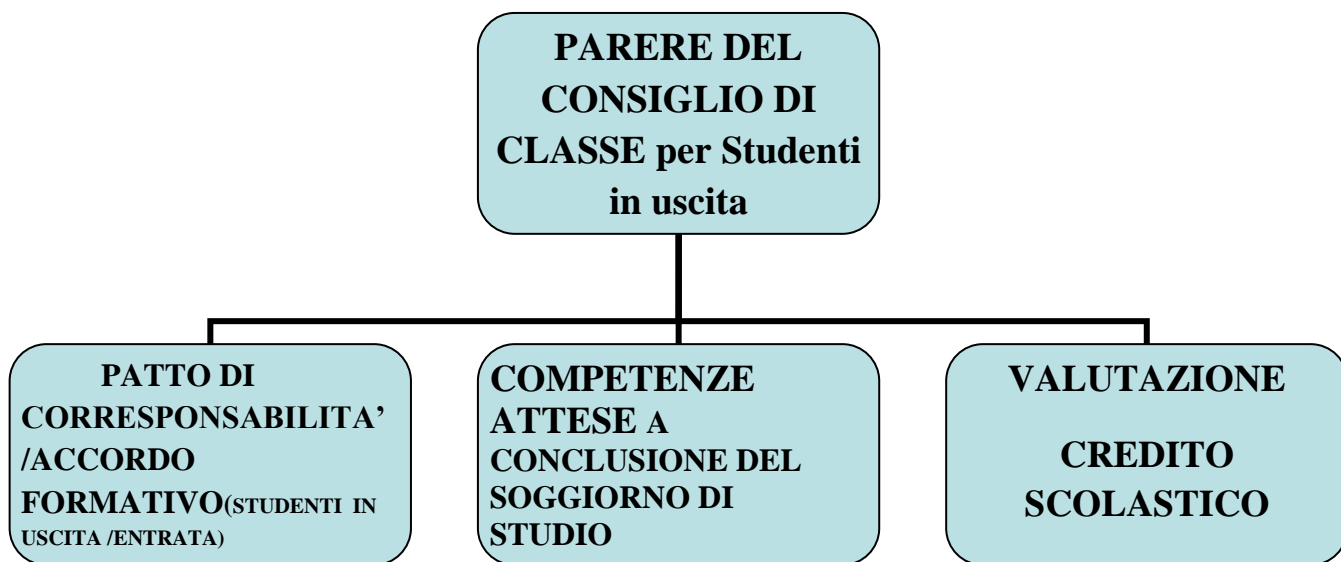 PARERE DEL
CONSIGLIO DI
CLASSE per Studenti
in uscita
PATTO DI
CORRESPONSABILITA’
/ACCORDO
FORMATIVO(STUDENTI IN
USCITA /ENTRATA)
COMPETENZE
ATTESE A
CONCLUSIONE DEL
SOGGIORNO DI
STUDIO
VALUTAZIONE
CREDITO
SCOLASTICO